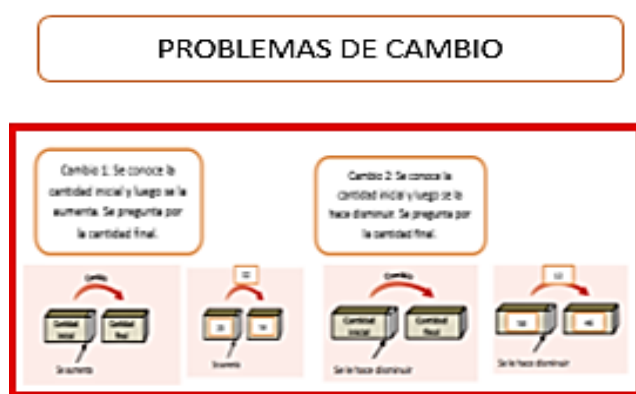 PROBLEMAS DE CAMBIO
Cambio 1: Se conoce la
cantidad inicial y luego se la
aumenta. Se pregunta por
la cantidad final.
Cambio 2: Se conoce la
cantidad inicial y luego se la
hace disminuir. Se pregunta por
la cantidad final.
Cambio
Cantidad inicial
Cantidad final
Se aumenta
Se aumenta
Cambio
Cantidad inicial
Cantidad final
Se le hace disminuir
Se le hace disminuir